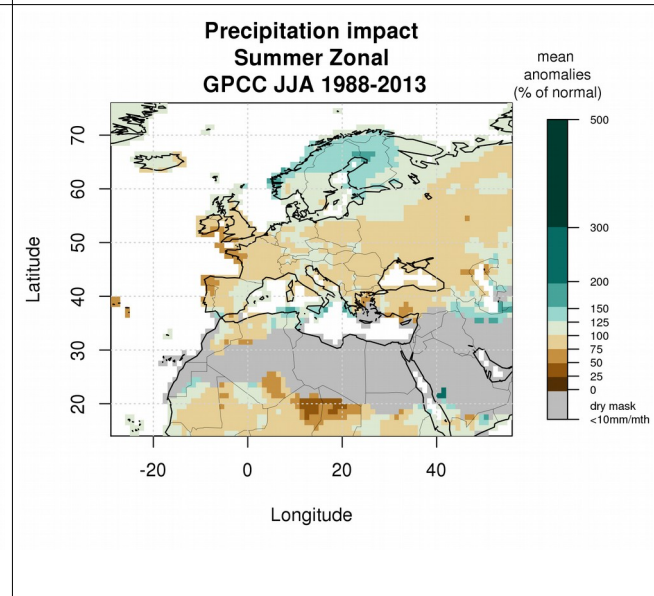 Precipitation impact
Summer Zonal
GPCC JJA 1988-2013
mean
anomalies
(% of normal)
500
300
200
150
125
100
75
50
25
0
dry mask
<10mm/mth
Latitude
70
60
50
40
30
20
-20
0
20
40
Longitude